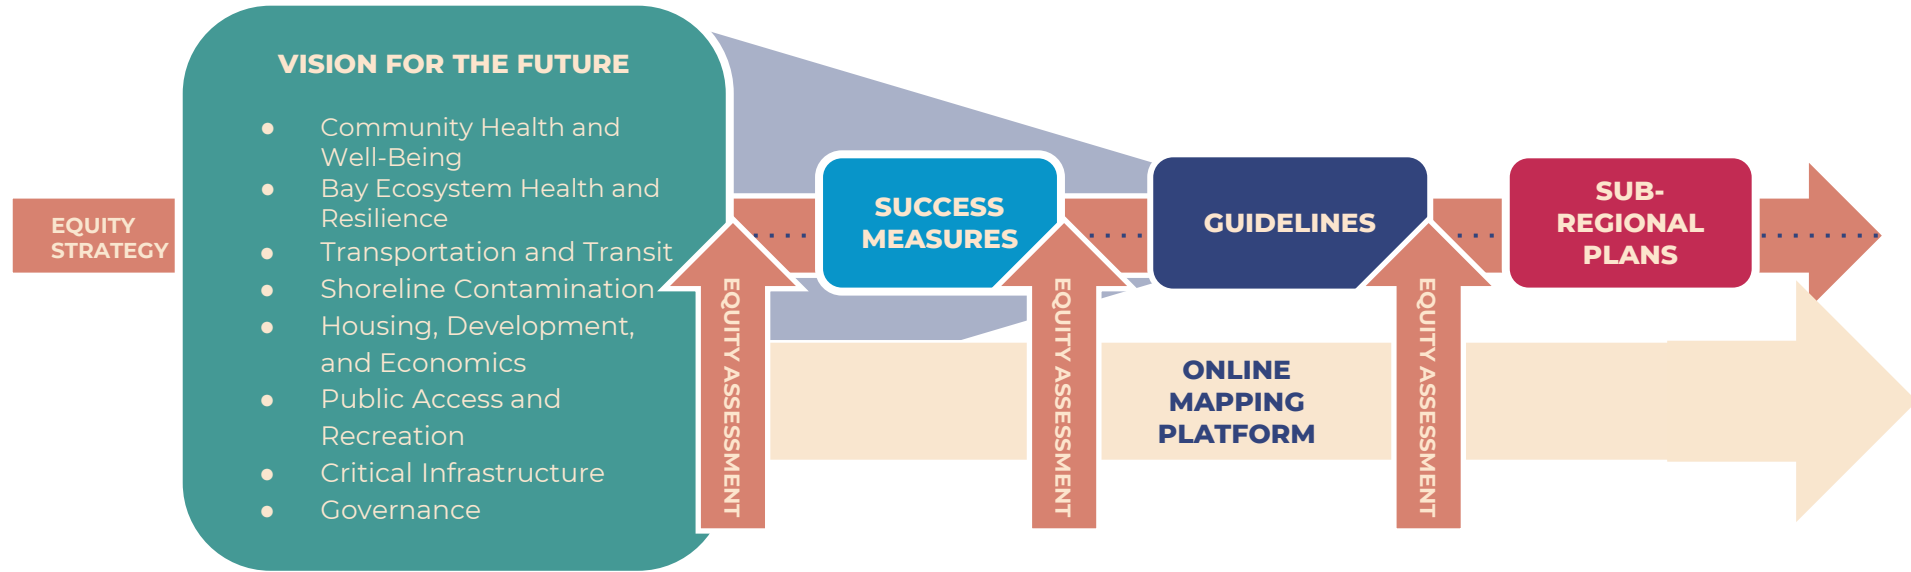 EQUITY
STRATEGY
VISION FOR THE FUTURE
● Community Health and
Well-Being
● Bay Ecosystem Health and
Resilience
● Transportation and Transit
● Shoreline Contamination
● Housing, Development,
and Economics
● Public Access and
Recreation
● Critical Infrastructure
● Governance
EQUITY ASSESSMENT
SUCCESS
MEASURES
EQUITY ASSESSMENT
GUIDELINES
ONLINE
MAPPING
PLATFORM
EQUITY ASSESSMENT
SUB-
REGIONAL
PLANS